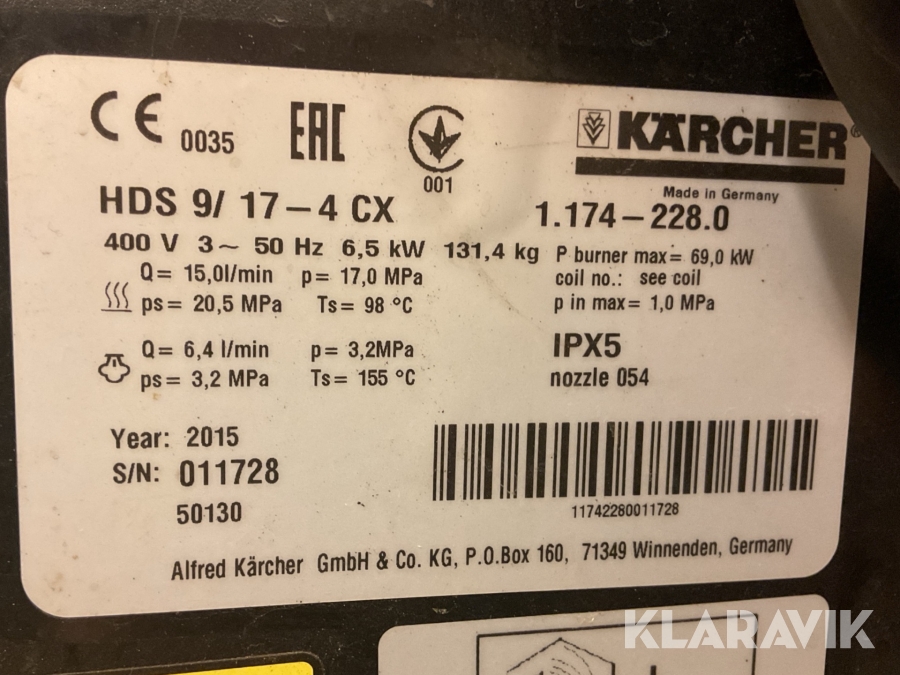 CE 0035 EAC 001 KÄRCHER®
Made in Germany
HDS 9/ 17-4 CX 1.174-228.0
400 V 3~ 50 Hz 6,5 kW 131,4 kg P burner max= 69,0 kW
Q= 15,0l/min p= 17,0 MPa coil no.: see coil
ps= 20,5 MPa Ts= 98 °C p in max= 1,0 MPa
Q= 6,4 l/min p= 3,2MPa IPX5
ps= 3,2 MPa Ts= 155 °C nozzle 054
Year: 2015
S/N: 011728
50130 11742280011728
Alfred Kärcher GmbH & Co. KG, P.O.Box 160, 71349 Winnenden, Germany
KLARAVIK